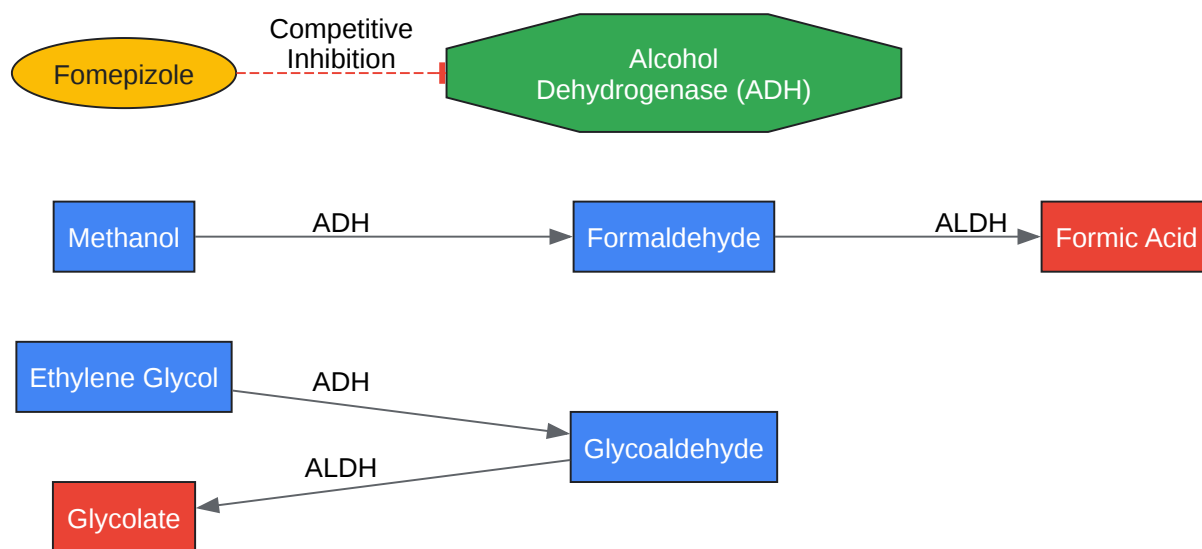 Fomepizole
Competitive
Inhibition
Alcohol
Dehydrogenase (ADH)
Methanol
ADH
Formaldehyde
ALDH
Formic Acid
Ethylene Glycol
ADH
Glycoaldehyde
ALDH
Glycolate